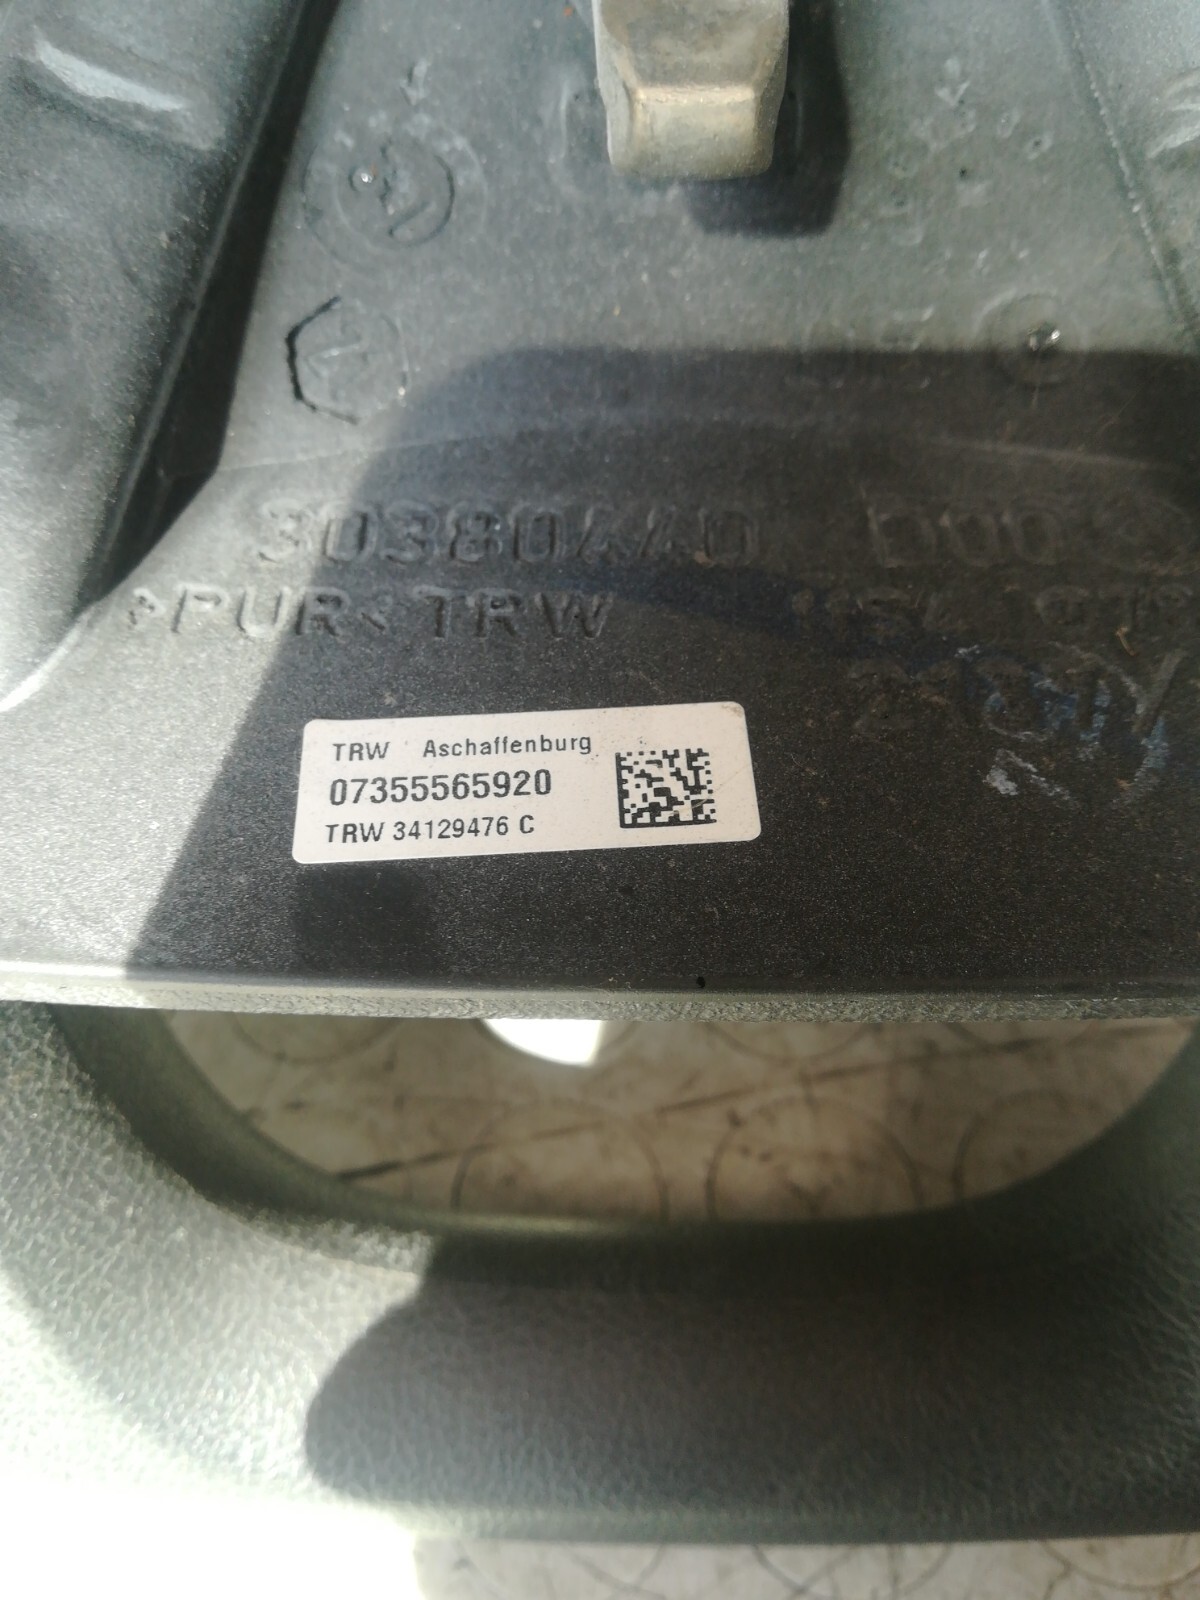 30380440 D00
>PUR< TRW
TRW Aschaffenburg
07355565920
TRW 34129476 C